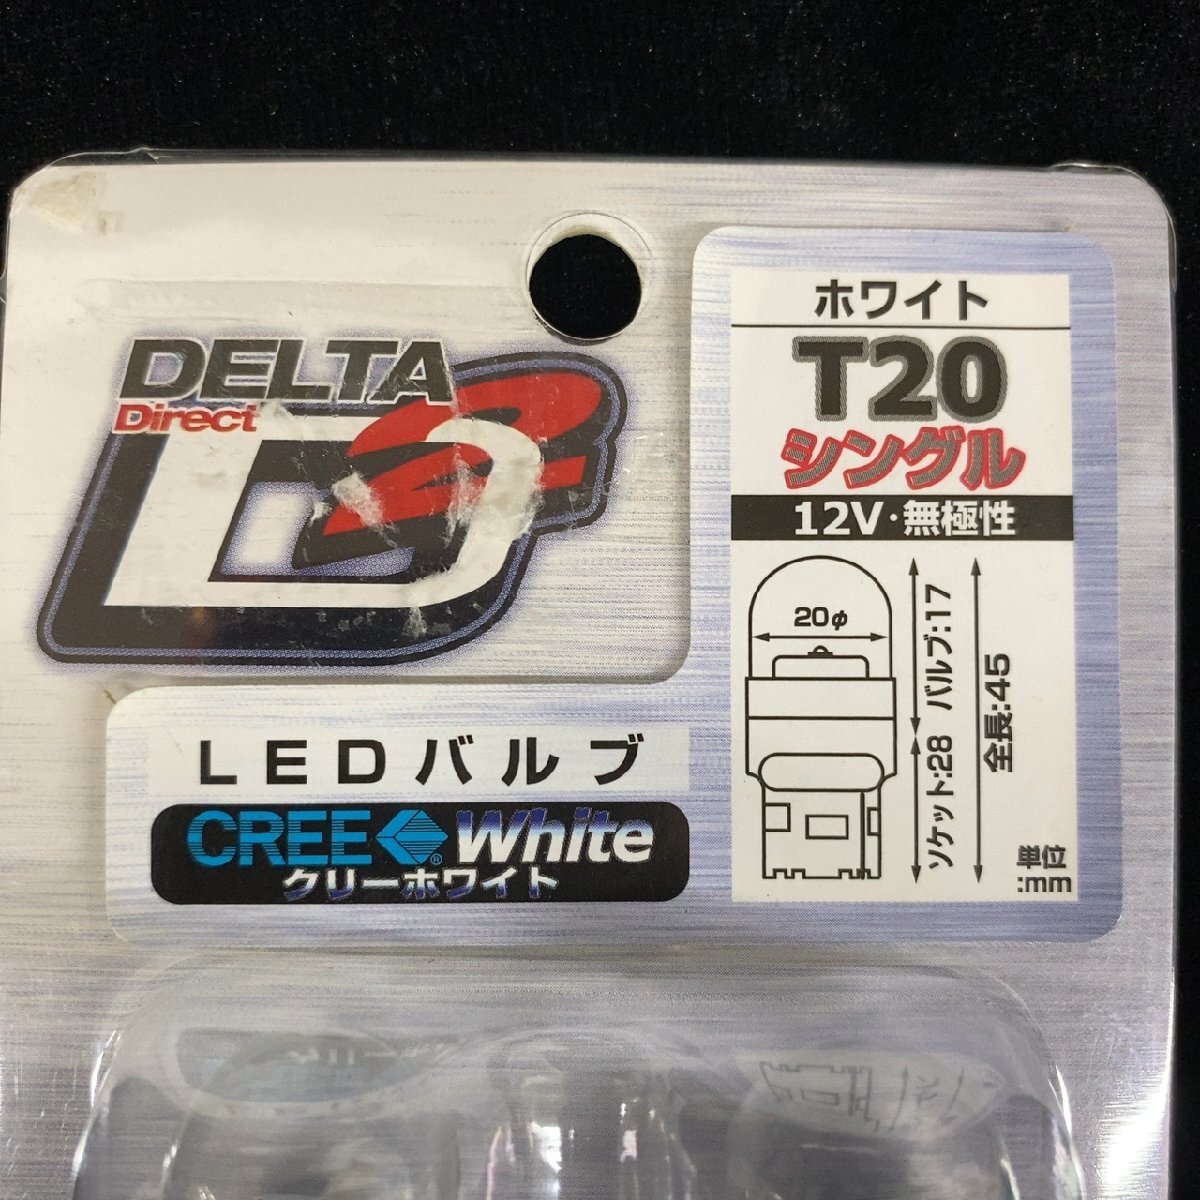 DELTA
Direct
D2
LEDバルブ
CREE® White
クリーホワイト
ホワイト
T20
シングル
12V・無極性
20φ
バルブ:17
ソケット:28
全長:45
単位
:mm